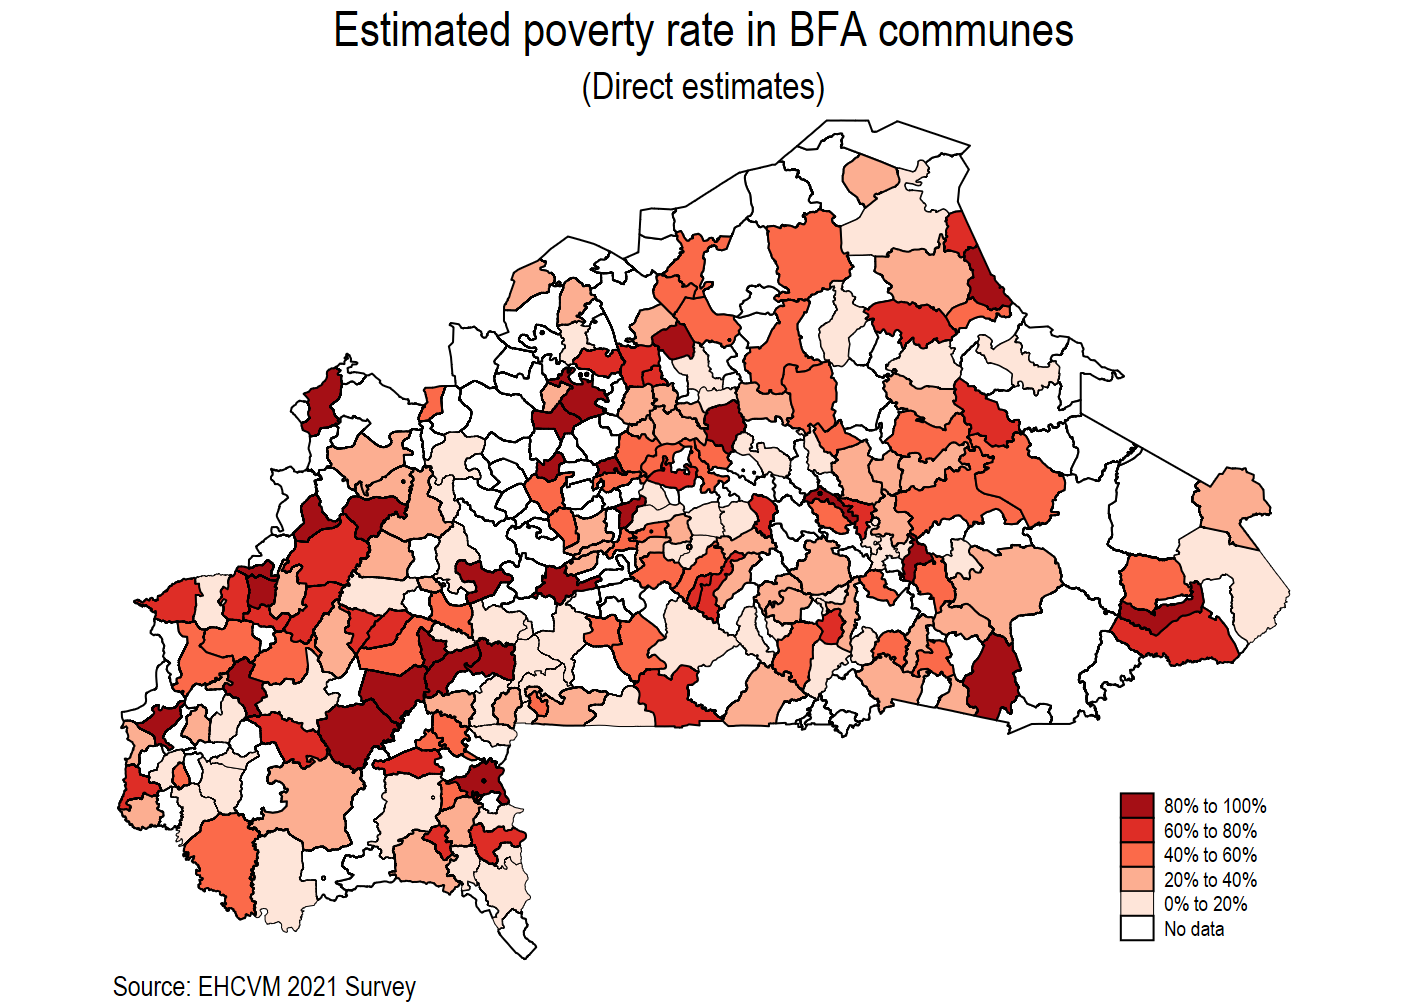 Estimated poverty rate in BFA communes
(Direct estimates)
80% to 100%
60% to 80%
40% to 60%
20% to 40%
0% to 20%
No data
Source: EHCVM 2021 Survey